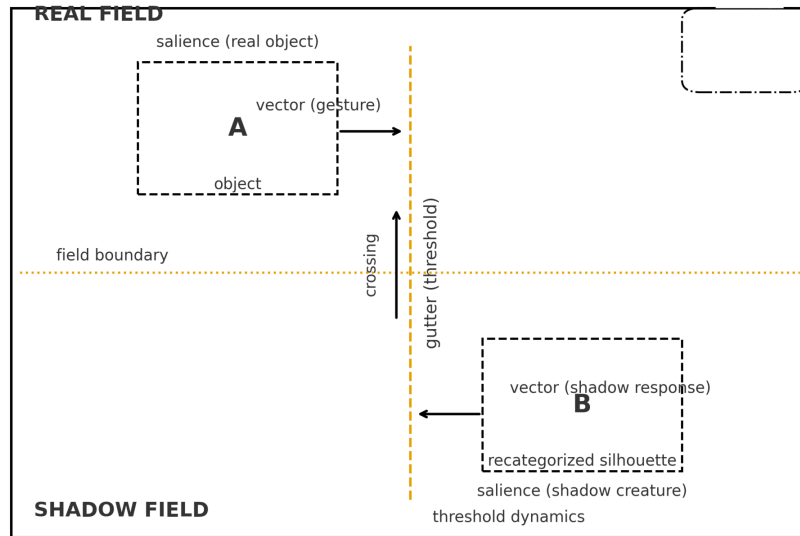 REAL FIELD
salience (real object)
vector (gesture)
A
object
field boundary
crossing
gutter (threshold)
vector (shadow response)
B
recategorized silhouette
salience (shadow creature)
SHADOW FIELD
threshold dynamics